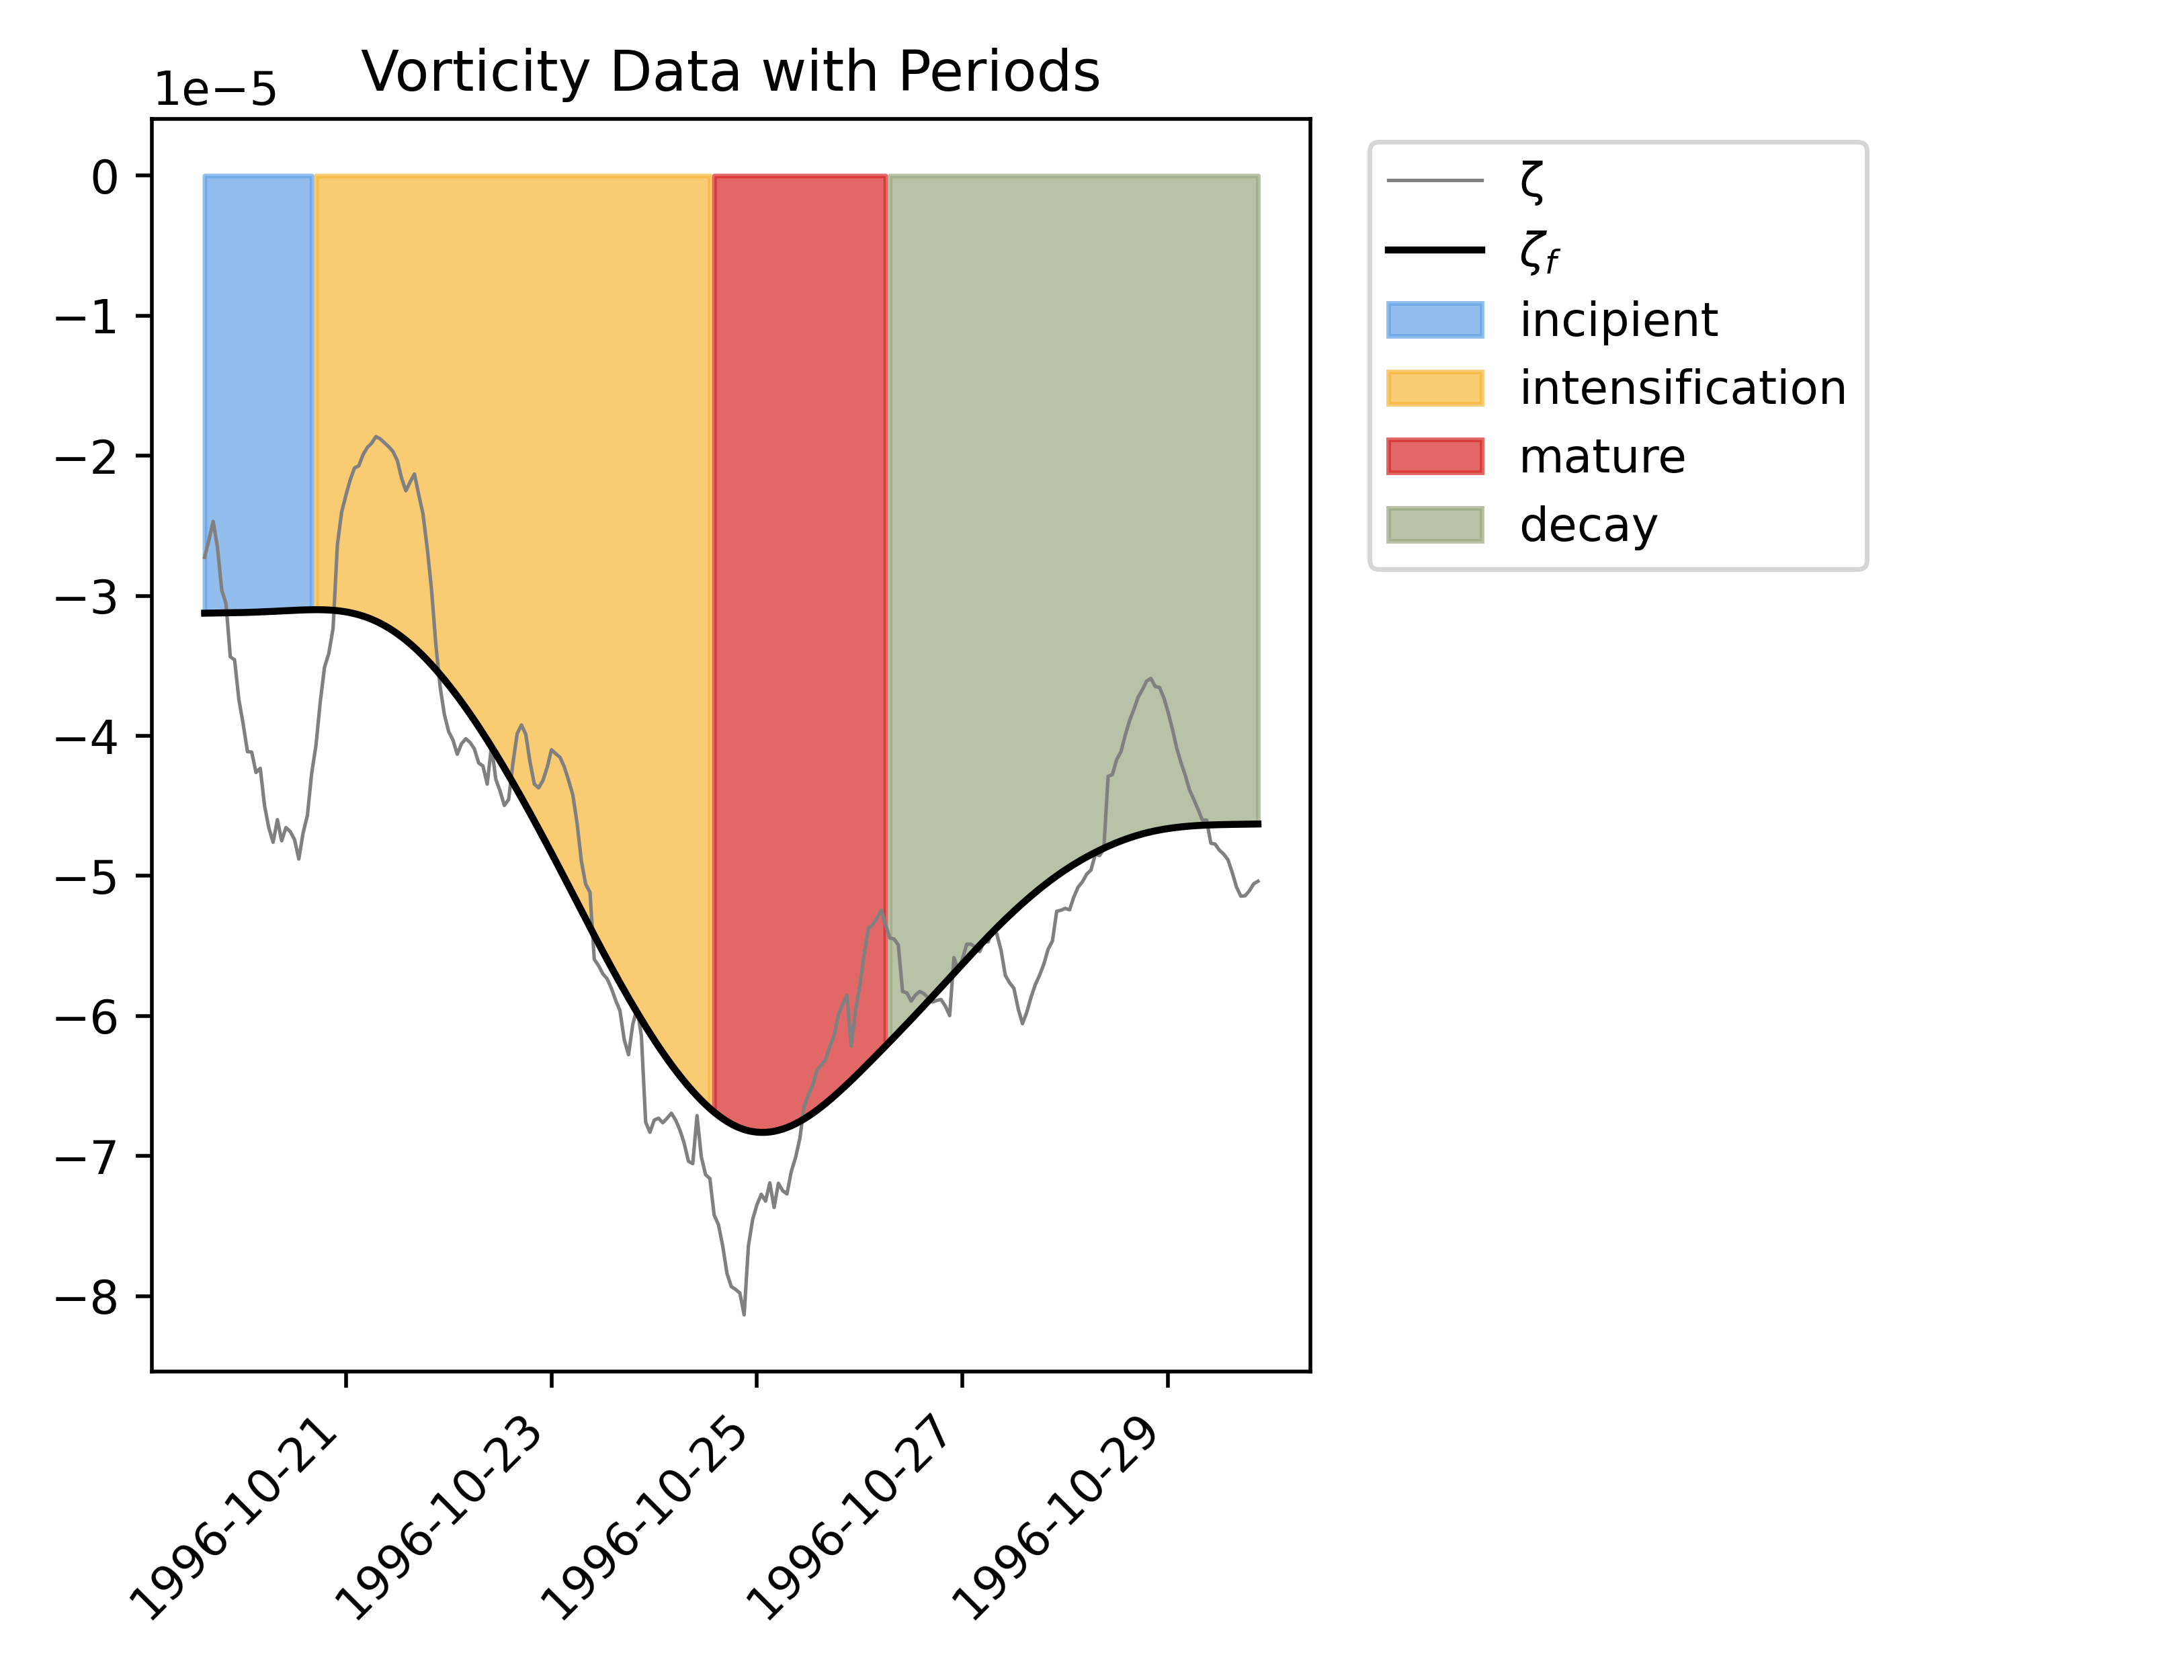 Vorticity Data with Periods
1e−5
0
−1
−2
−3
−4
−5
−6
−7
−8
1996-10-21
1996-10-23
1996-10-25
1996-10-27
1996-10-29
ζ
ζf
incipient
intensification
mature
decay